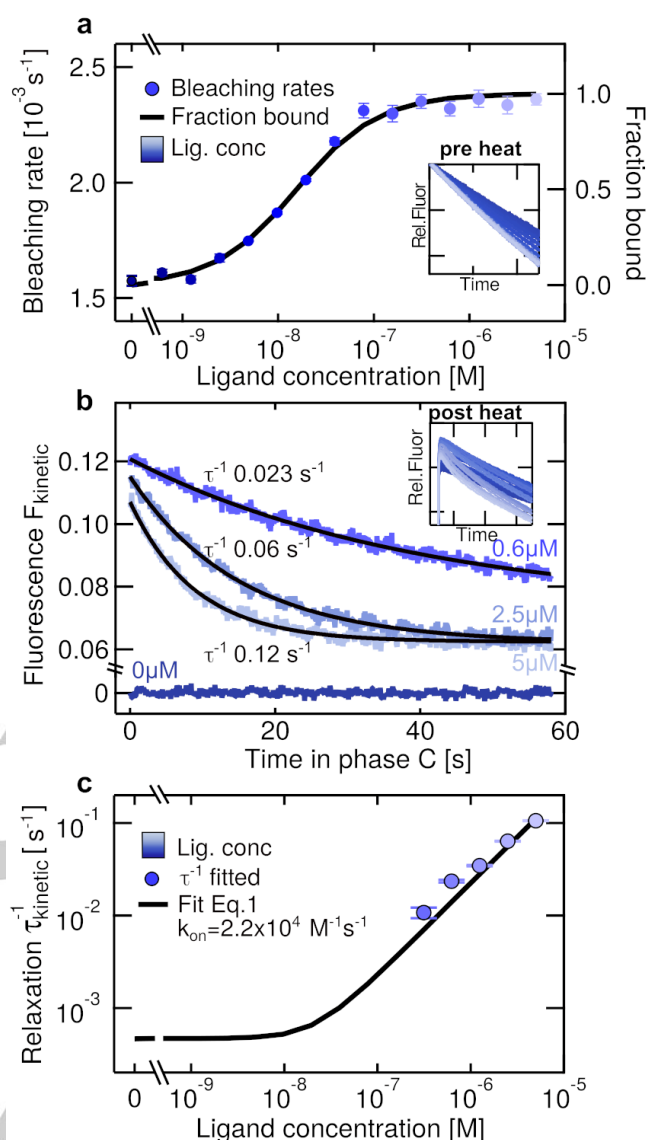 a
Bleaching rate [10⁻³ s⁻¹]
2.5
2.0
1.5
Bleaching rates
Fraction bound
Lig. conc
pre heat
Rel.Fluor
Time
1.0
0.5
0.0
Fraction bound
0 10⁻⁹ 10⁻⁸ 10⁻⁷ 10⁻⁶ 10⁻⁵
Ligand concentration [M]
b
Fluorescence F_kinetic
0.12
0.10
0.08
0.06
0
post heat
Rel.Fluor
Time
τ⁻¹ 0.023 s⁻¹
0.6µM
τ⁻¹ 0.06 s⁻¹
2.5µM
τ⁻¹ 0.12 s⁻¹
5µM
0µM
0 20 40 60
Time in phase C [s]
c
Relaxation τ⁻¹_kinetic [s⁻¹]
10⁻¹
10⁻²
10⁻³
Lig. conc
τ⁻¹ fitted
Fit Eq.1
k_on=2.2x10⁴ M⁻¹s⁻¹
0 10⁻⁹ 10⁻⁸ 10⁻⁷ 10⁻⁶ 10⁻⁵
Ligand concentration [M]